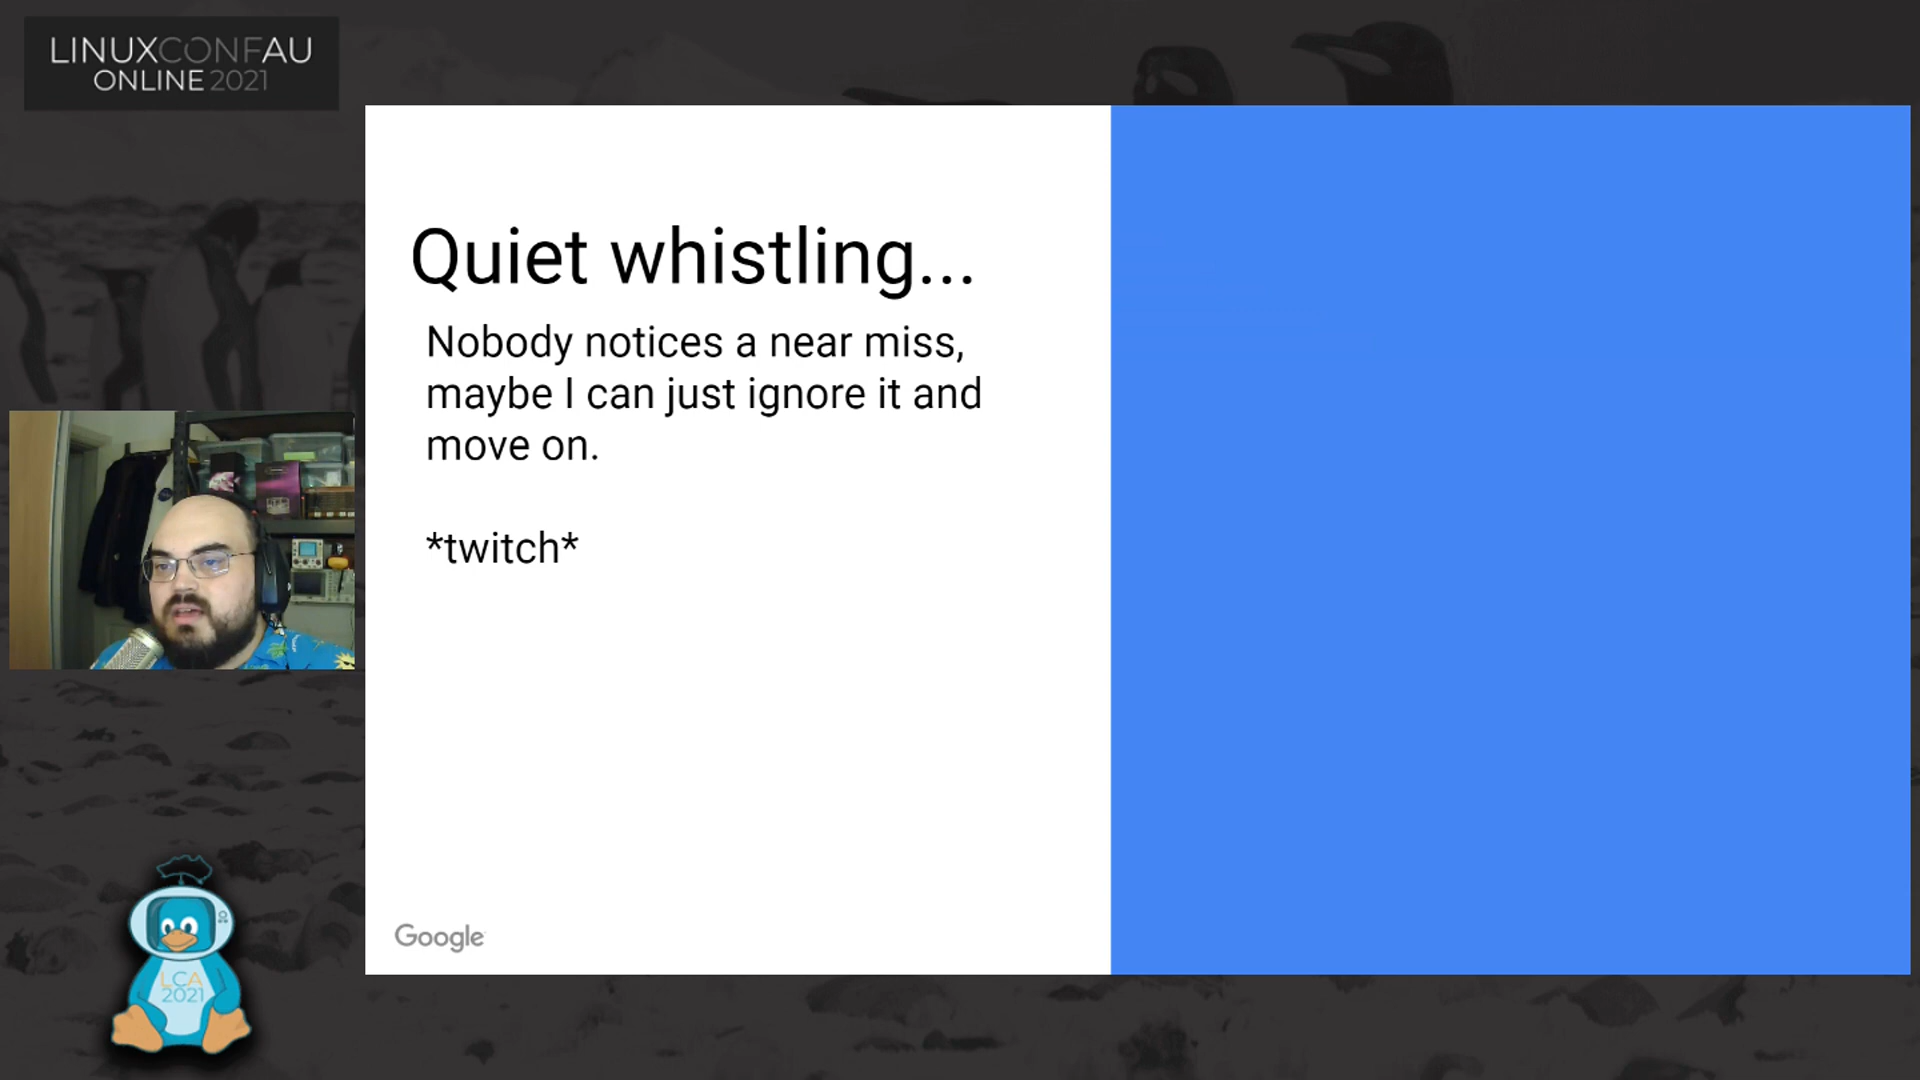 LINUXCONFAU
ONLINE 2021
Quiet whistling...
Nobody notices a near miss,
maybe I can just ignore it and
move on.
*twitch*
Google
LCA
2021